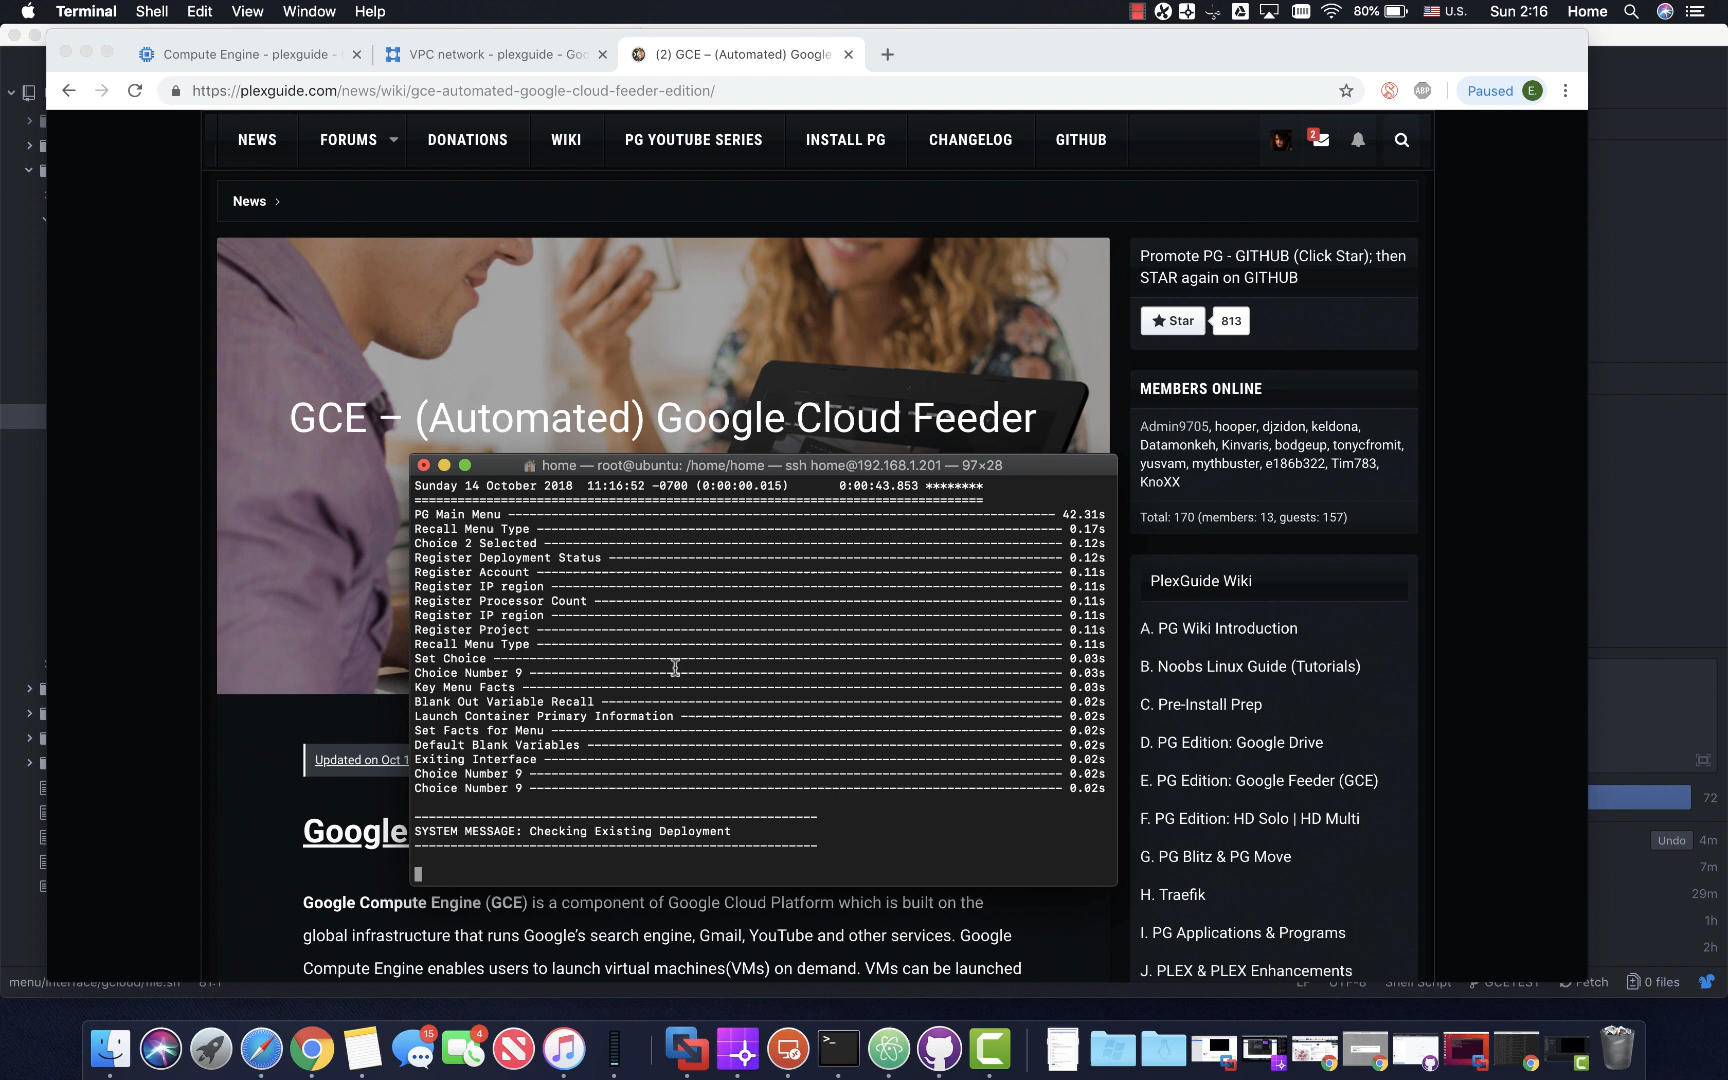 Terminal Shell Edit View Window Help
80% U.S. Sun 2:16 Home
Compute Engine - plexguide -
VPC network - plexguide - Goo
(2) GCE – (Automated) Google
https://plexguide.com/news/wiki/gce-automated-google-cloud-feeder-edition/
ABP
Paused E
NEWS FORUMS DONATIONS WIKI PG YOUTUBE SERIES INSTALL PG CHANGELOG GITHUB
2
News >
GCE – (Automated) Google Cloud Feeder
Promote PG - GITHUB (Click Star); then
STAR again on GITHUB
Star 813
MEMBERS ONLINE
Admin9705, hooper, djzidon, keldona,
Datamonkeh, Kinvaris, bodgeup, tonycfromit,
yusvam, mythbuster, e186b322, Tim783,
KnoXX
Total: 170 (members: 13, guests: 157)
PlexGuide Wiki
A. PG Wiki Introduction
B. Noobs Linux Guide (Tutorials)
C. Pre-Install Prep
D. PG Edition: Google Drive
E. PG Edition: Google Feeder (GCE)
F. PG Edition: HD Solo | HD Multi
G. PG Blitz & PG Move
H. Traefik
I. PG Applications & Programs
J. PLEX & PLEX Enhancements
home — root@ubuntu: /home/home — ssh home@192.168.1.201 — 97×28
Sunday 14 October 2018 11:16:52 -0700 (0:00:00.015) 0:00:43.853 ********
===============================================================================
PG Main Menu ---------------------------------------------------------------------------- 42.31s
Recall Menu Type ------------------------------------------------------------------------- 0.17s
Choice 2 Selected ------------------------------------------------------------------------ 0.12s
Register Deployment Status --------------------------------------------------------------- 0.12s
Register Account ------------------------------------------------------------------------- 0.11s
Register IP region ----------------------------------------------------------------------- 0.11s
Register Processor Count ----------------------------------------------------------------- 0.11s
Register IP region ----------------------------------------------------------------------- 0.11s
Register Project ------------------------------------------------------------------------- 0.11s
Recall Menu Type ------------------------------------------------------------------------- 0.11s
Set Choice ------------------------------------------------------------------------------- 0.03s
Choice Number 9 -------------------------------------------------------------------------- 0.03s
Key Menu Facts --------------------------------------------------------------------------- 0.03s
Blank Out Variable Recall ---------------------------------------------------------------- 0.02s
Launch Container Primary Information ----------------------------------------------------- 0.02s
Set Facts for Menu ----------------------------------------------------------------------- 0.02s
Default Blank Variables ------------------------------------------------------------------ 0.02s
Exiting Interface ------------------------------------------------------------------------ 0.02s
Choice Number 9 -------------------------------------------------------------------------- 0.02s
Choice Number 9 -------------------------------------------------------------------------- 0.02s
--------------------------------------------------------
SYSTEM MESSAGE: Checking Existing Deployment
--------------------------------------------------------
Updated on Oct 1
Google
Google Compute Engine (GCE) is a component of Google Cloud Platform which is built on the
global infrastructure that runs Google's search engine, Gmail, YouTube and other services. Google
Compute Engine enables users to launch virtual machines(VMs) on demand. VMs can be launched
72
Undo 4m
7m
29m
1h
2h
menu/interface/gcloud/file.sh 81:1
LF UTF-8 Shell Script GCETEST Fetch 0 files
15
4